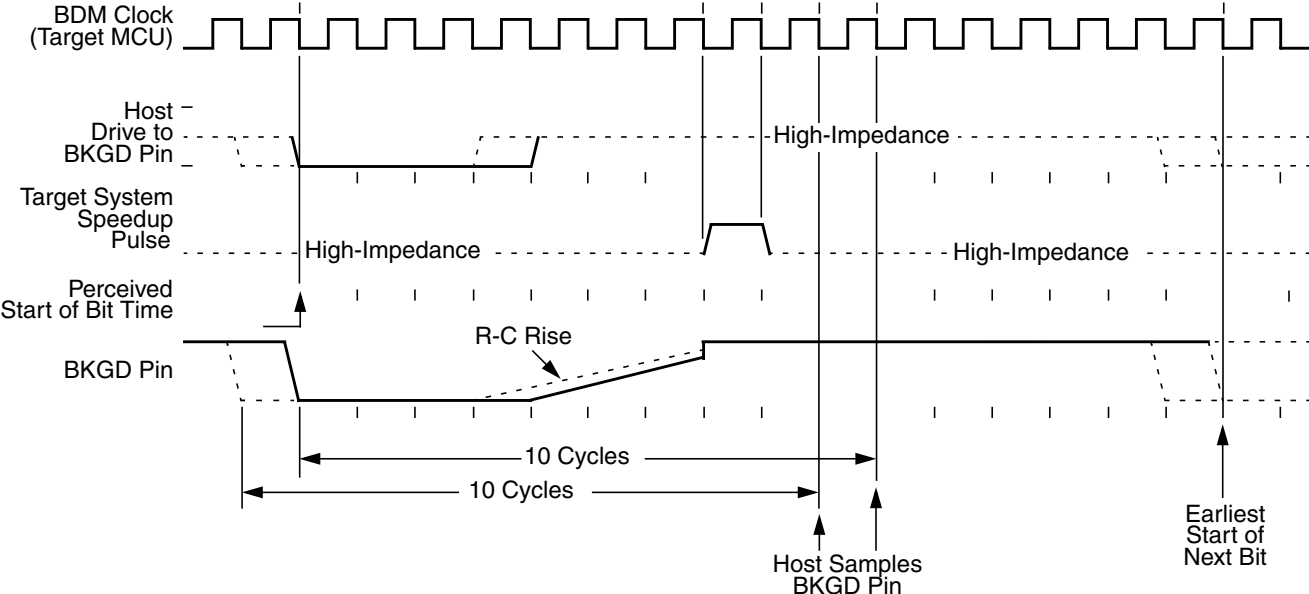 BDM Clock
(Target MCU)
Host
Drive to
BKGD Pin
High-Impedance
Target System
Speedup
Pulse
High-Impedance
High-Impedance
Perceived
Start of Bit Time
R-C Rise
BKGD Pin
10 Cycles
10 Cycles
Earliest
Start of
Next Bit
Host Samples
BKGD Pin